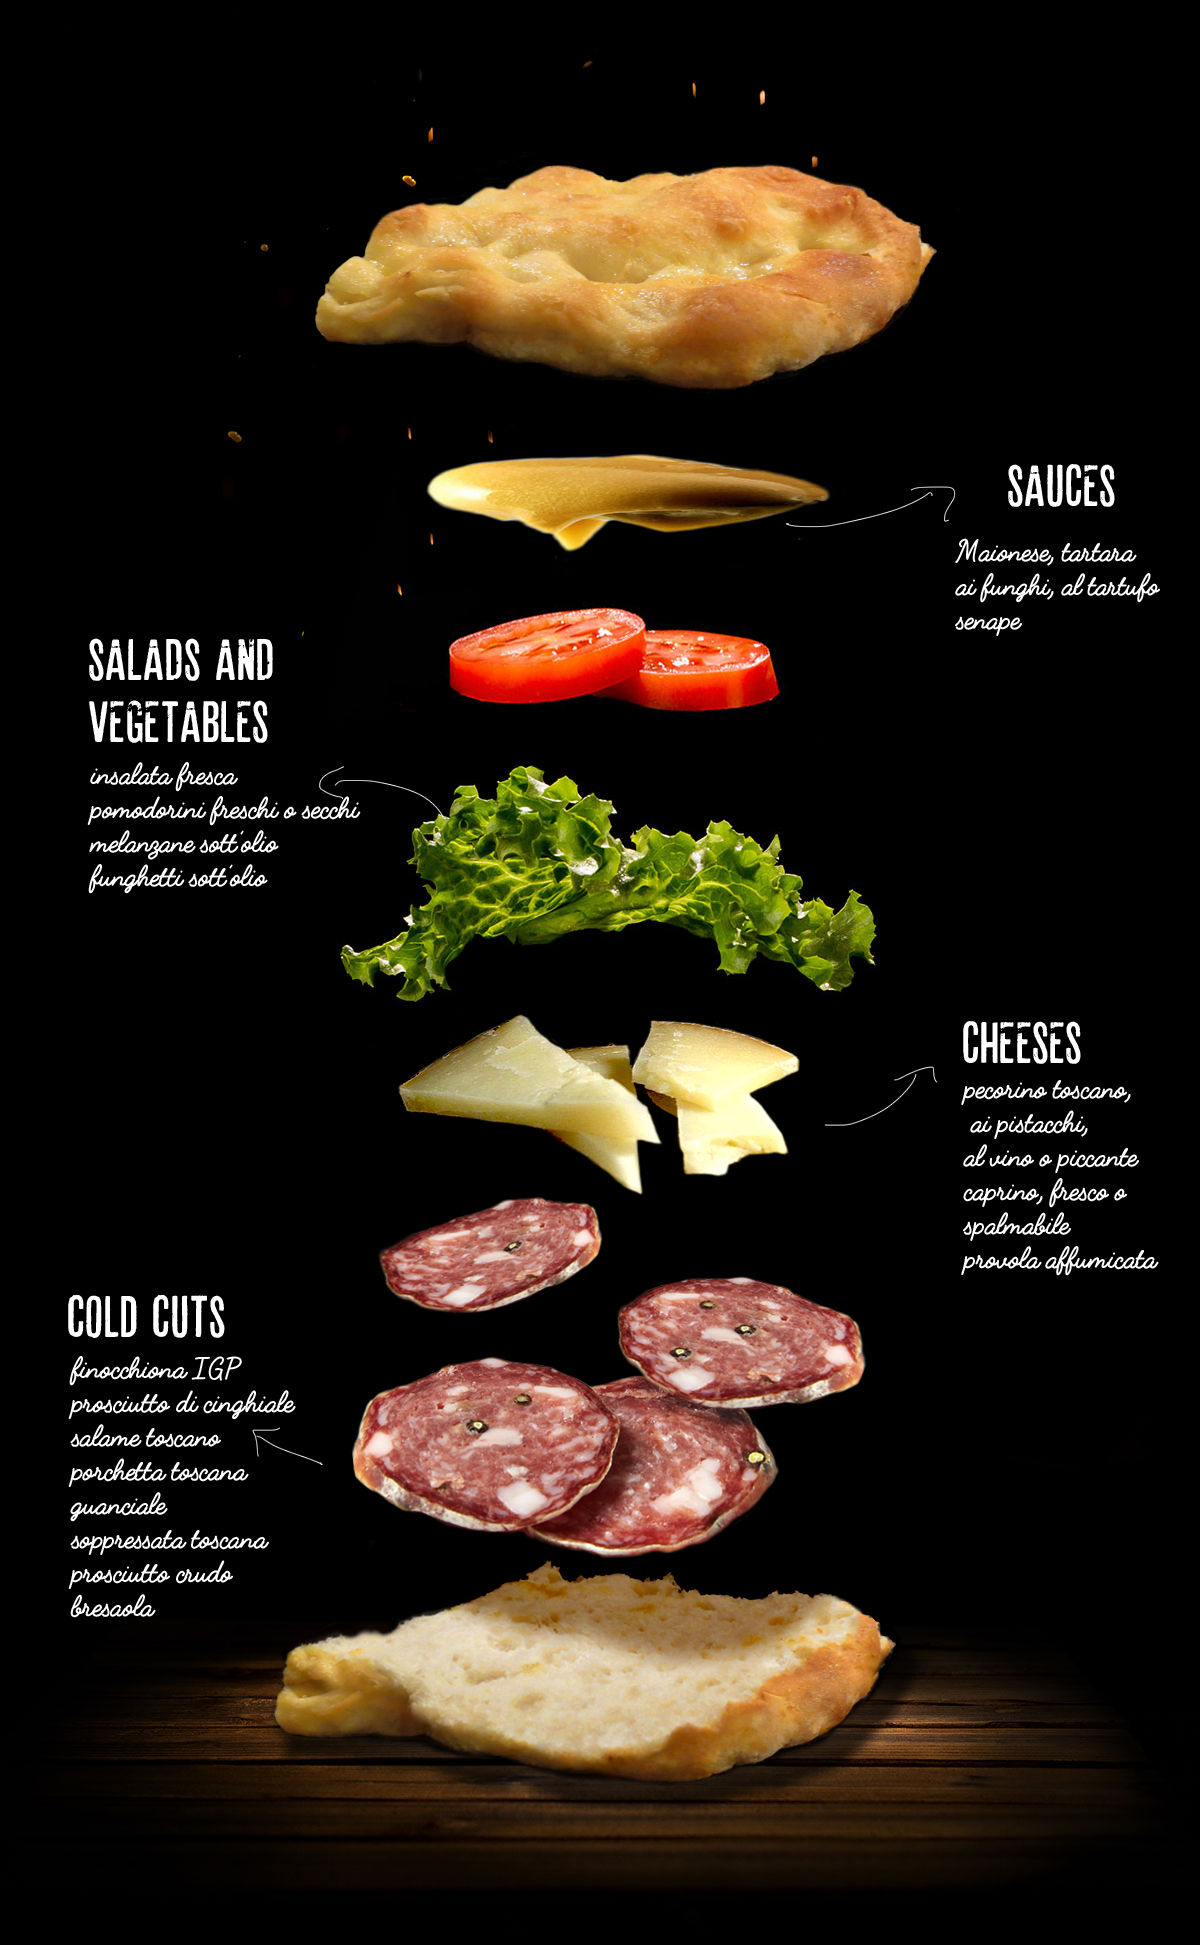 SAUCES
Maionese, tartara
ai funghi, al tartufo
senape
SALADS AND
VEGETABLES
insalata fresca
pomodorini freschi o secchi
melanzane sott'olio
funghetti sott'olio
CHEESES
pecorino toscano,
ai pistacchi,
al vino o piccante
caprino, fresco o
spalmabile
provola affumicata
COLD CUTS
finocchiona IGP
prosciutto di cinghiale
salame toscano
porchetta toscana
guanciale
soppressata toscana
prosciutto crudo
bresaola